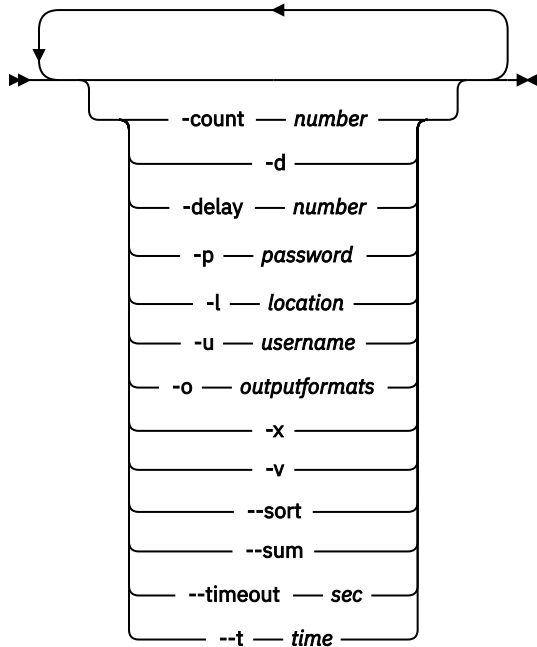 -count number
-d
-delay number
-p password
-l location
-u username
-o outputformats
-x
-v
--sort
--sum
--timeout sec
--t time